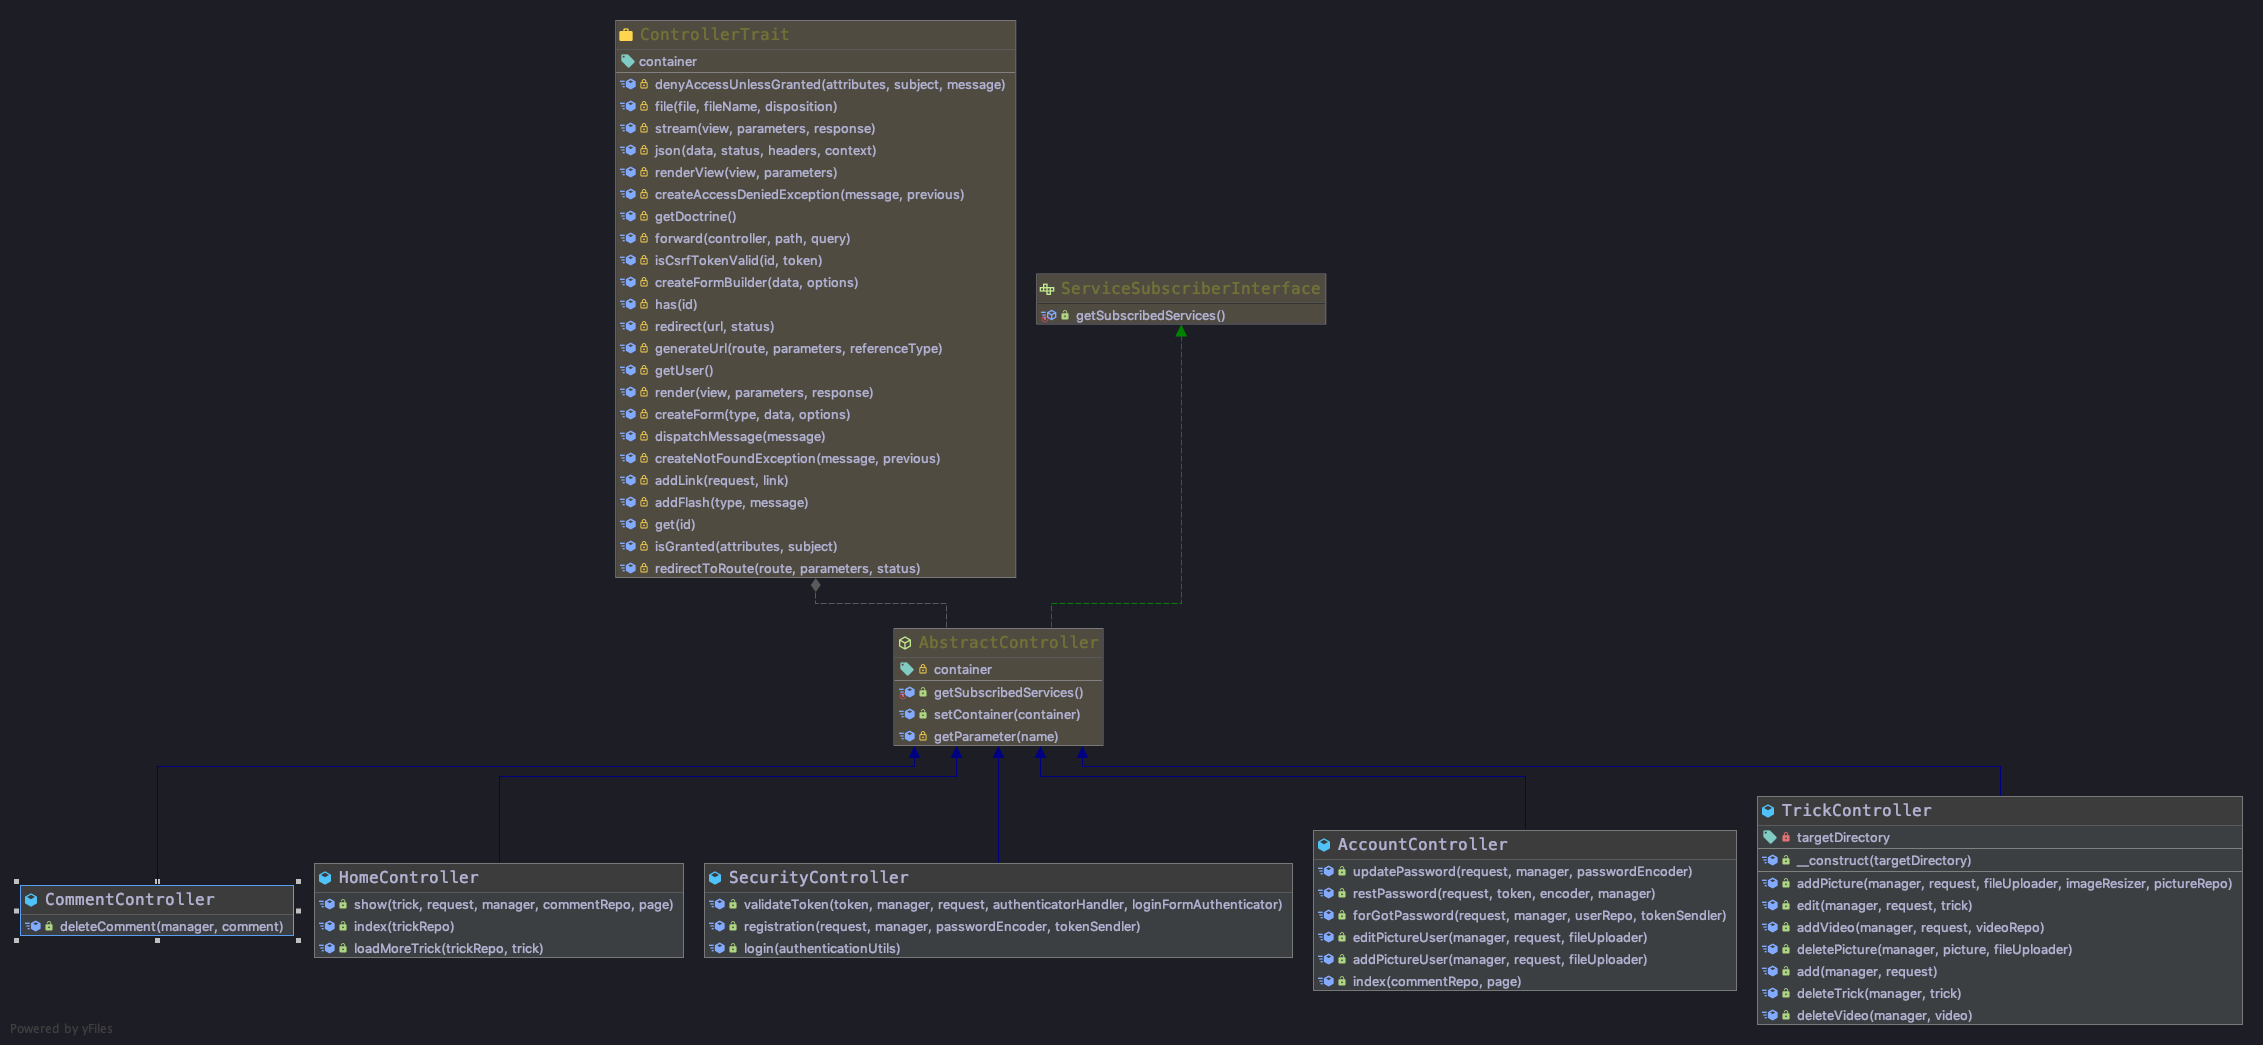 ControllerTrait
container
denyAccessUnlessGranted(attributes, subject, message)
file(file, fileName, disposition)
stream(view, parameters, response)
json(data, status, headers, context)
renderView(view, parameters)
createAccessDeniedException(message, previous)
getDoctrine()
forward(controller, path, query)
isCsrfTokenValid(id, token)
createFormBuilder(data, options)
has(id)
redirect(url, status)
generateUrl(route, parameters, referenceType)
getUser()
render(view, parameters, response)
createForm(type, data, options)
dispatchMessage(message)
createNotFoundException(message, previous)
addLink(request, link)
addFlash(type, message)
get(id)
isGranted(attributes, subject)
redirectToRoute(route, parameters, status)
ServiceSubscriberInterface
getSubscribedServices()
AbstractController
container
getSubscribedServices()
setContainer(container)
getParameter(name)
CommentController
deleteComment(manager, comment)
HomeController
show(trick, request, manager, commentRepo, page)
index(trickRepo)
loadMoreTrick(trickRepo, trick)
SecurityController
validateToken(token, manager, request, authenticatorHandler, loginFormAuthenticator)
registration(request, manager, passwordEncoder, tokenSendler)
login(authenticationUtils)
AccountController
updatePassword(request, manager, passwordEncoder)
restPassword(request, token, encoder, manager)
forGotPassword(request, manager, userRepo, tokenSendler)
editPictureUser(manager, request, fileUploader)
addPictureUser(manager, request, fileUploader)
index(commentRepo, page)
TrickController
targetDirectory
__construct(targetDirectory)
addPicture(manager, request, fileUploader, imageResizer, pictureRepo)
edit(manager, request, trick)
addVideo(manager, request, videoRepo)
deletePicture(manager, picture, fileUploader)
add(manager, request)
deleteTrick(manager, trick)
deleteVideo(manager, video)
Powered by yFiles